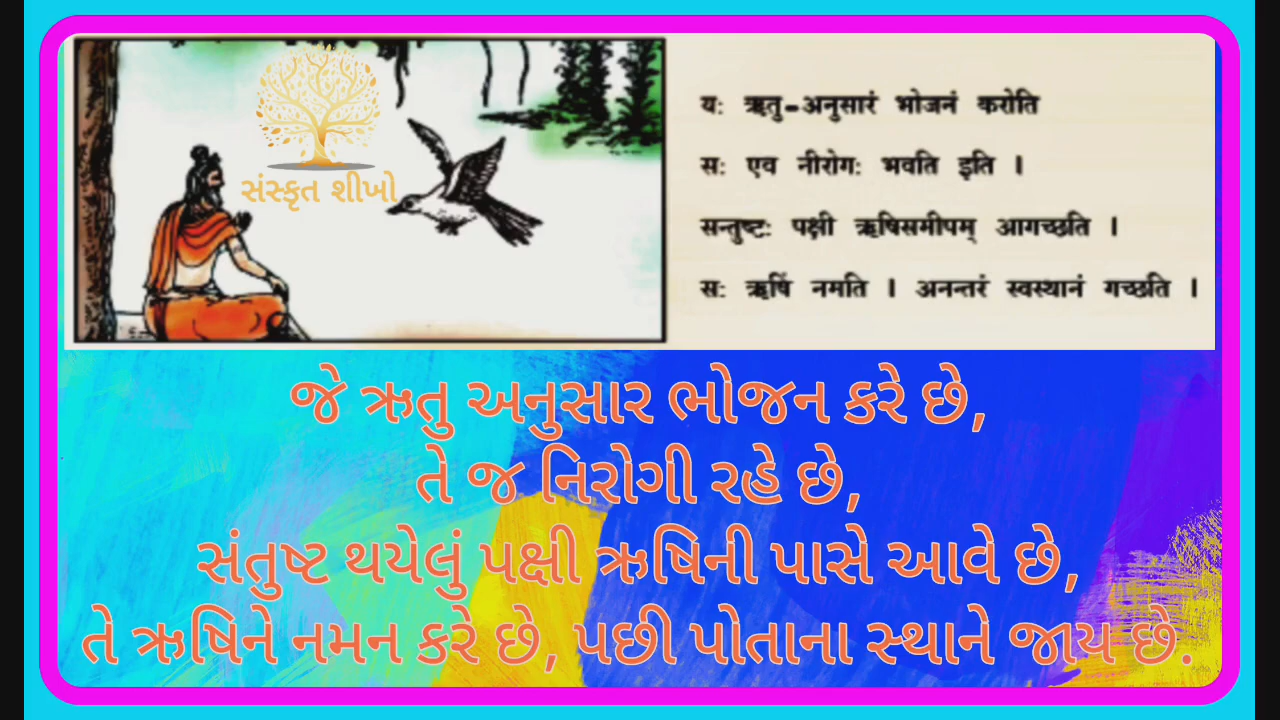 સંસ્કૃત શીખો
यः ऋतु-अनुसारं भोजनं करोति
सः एव नीरोगः भवति इति ।
सन्तुष्टः पक्षी ऋषिसमीपम् आगच्छति ।
सः ऋषिं नमति । अनन्तरं स्वस्थानं गच्छति ।
જે ઋતુ અનુસાર ભોજન કરે છે,
તે જ નિરોગી રહે છે,
સંતુષ્ટ થયેલું પક્ષી ઋષિની પાસે આવે છે,
તે ઋષિને નમન કરે છે, પછી પોતાના સ્થાને જાય છે.